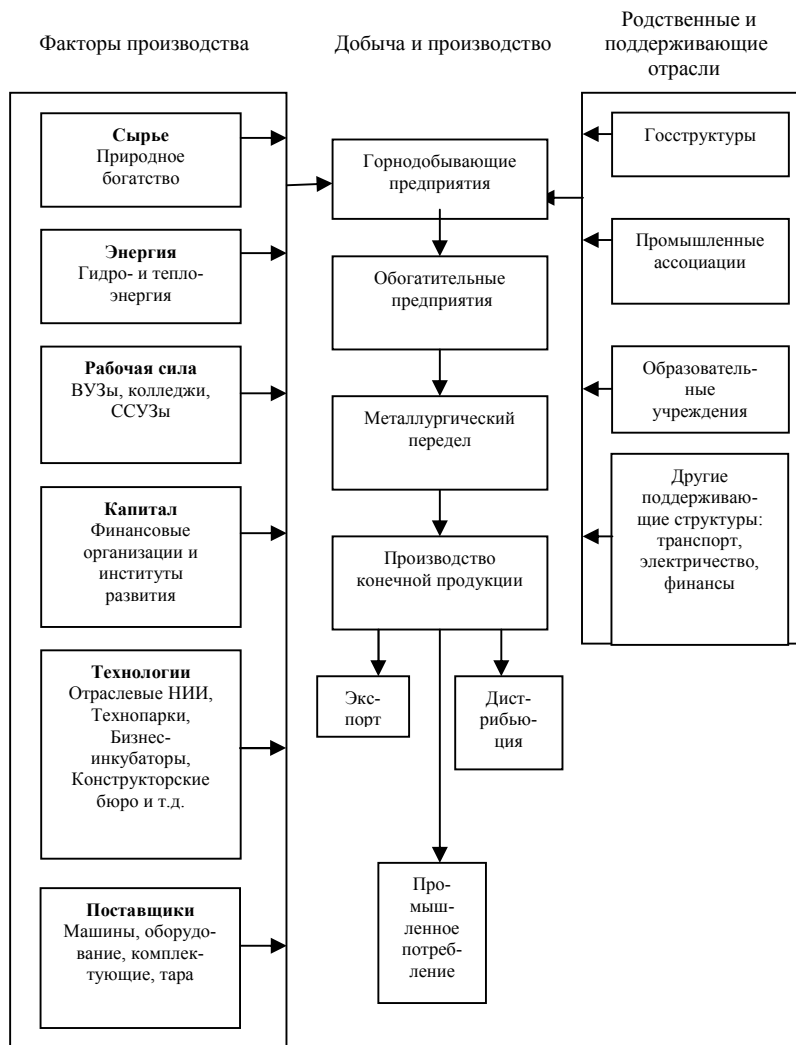 Факторы производства
Добыча и производство
Родственные и
поддерживающие
отрасли
Сырье
Природное
богатство
Энергия
Гидро- и тепло-
энергия
Рабочая сила
ВУЗы, колледжи,
ССУЗы
Капитал
Финансовые
организации и
институты
развития
Технологии
Отраслевые НИИ,
Технопарки,
Бизнес-
инкубаторы,
Конструкторские
бюро и т.д.
Поставщики
Машины, оборудо-
вание, комплек-
тующие, тара
Горнодобывающие
предприятия
Обогатительные
предприятия
Металлургический
передел
Производство
конечной продукции
Экс-
порт
Дист-
рибью-
ция
Про-
мыш-
ленное
потреб-
ление
Госструктуры
Промышленные
ассоциации
Образователь-
ные
учреждения
Другие
поддерживаю-
щие структуры:
транспорт,
электричество,
финансы